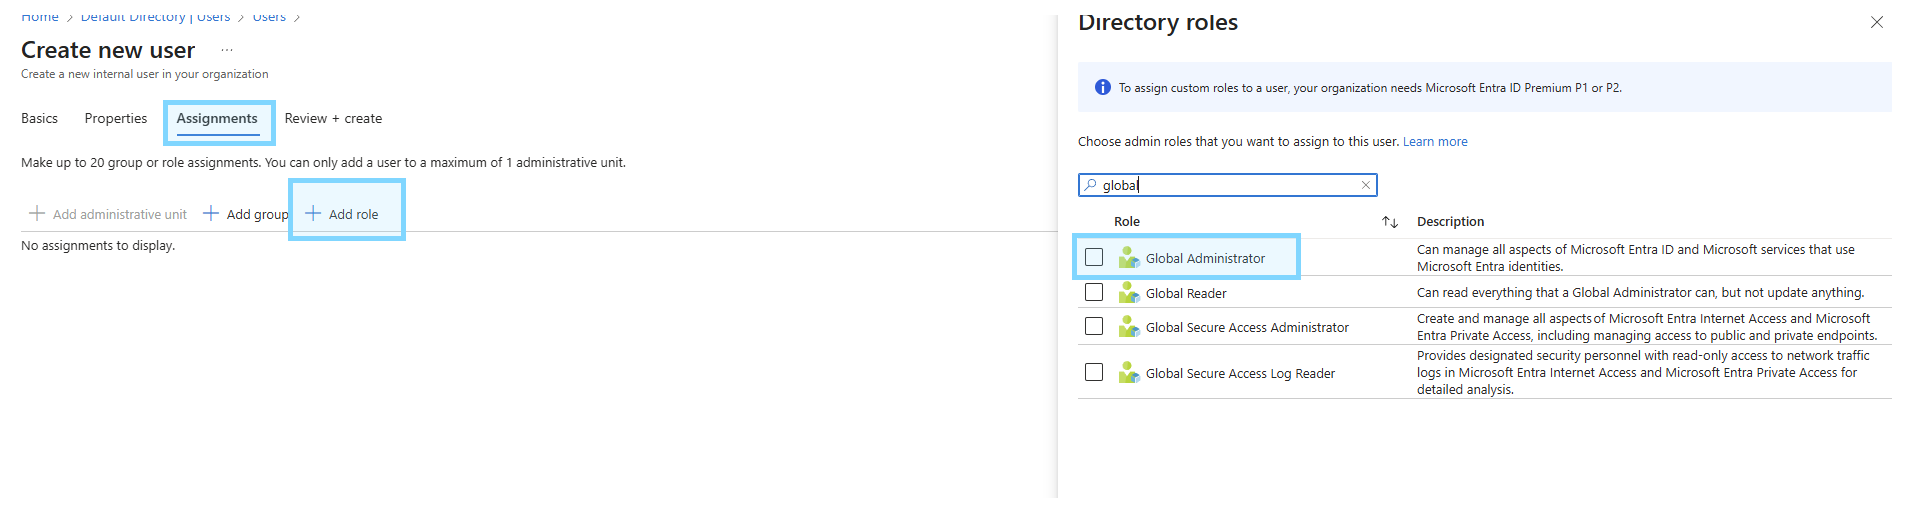 Home > Default Directory | Users > Users >
Create new user ...
Create a new internal user in your organization
Basics Properties Assignments Review + create
Make up to 20 group or role assignments. You can only add a user to a maximum of 1 administrative unit.
Add administrative unit Add group Add role
No assignments to display.
Directory roles
To assign custom roles to a user, your organization needs Microsoft Entra ID Premium P1 or P2.
Choose admin roles that you want to assign to this user. Learn more
global
Role Description
Global Administrator
Can manage all aspects of Microsoft Entra ID and Microsoft services that use
Microsoft Entra identities.
Global Reader
Can read everything that a Global Administrator can, but not update anything.
Global Secure Access Administrator
Create and manage all aspects of Microsoft Entra Internet Access and Microsoft
Entra Private Access, including managing access to public and private endpoints.
Global Secure Access Log Reader
Provides designated security personnel with read-only access to network traffic
logs in Microsoft Entra Internet Access and Microsoft Entra Private Access for
detailed analysis.